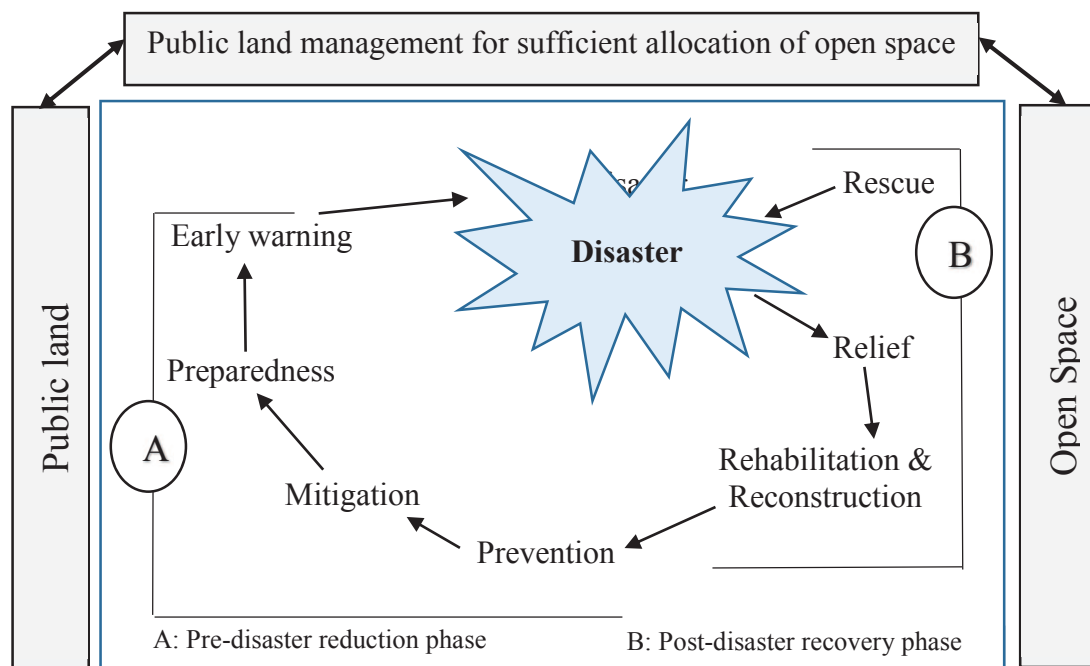 Public land management for sufficient allocation of open space
Public land
Open Space
Rescue
Early warning
Disaster
B
Relief
Preparedness
A
Rehabilitation &
Reconstruction
Mitigation
Prevention
A: Pre-disaster reduction phase
B: Post-disaster recovery phase